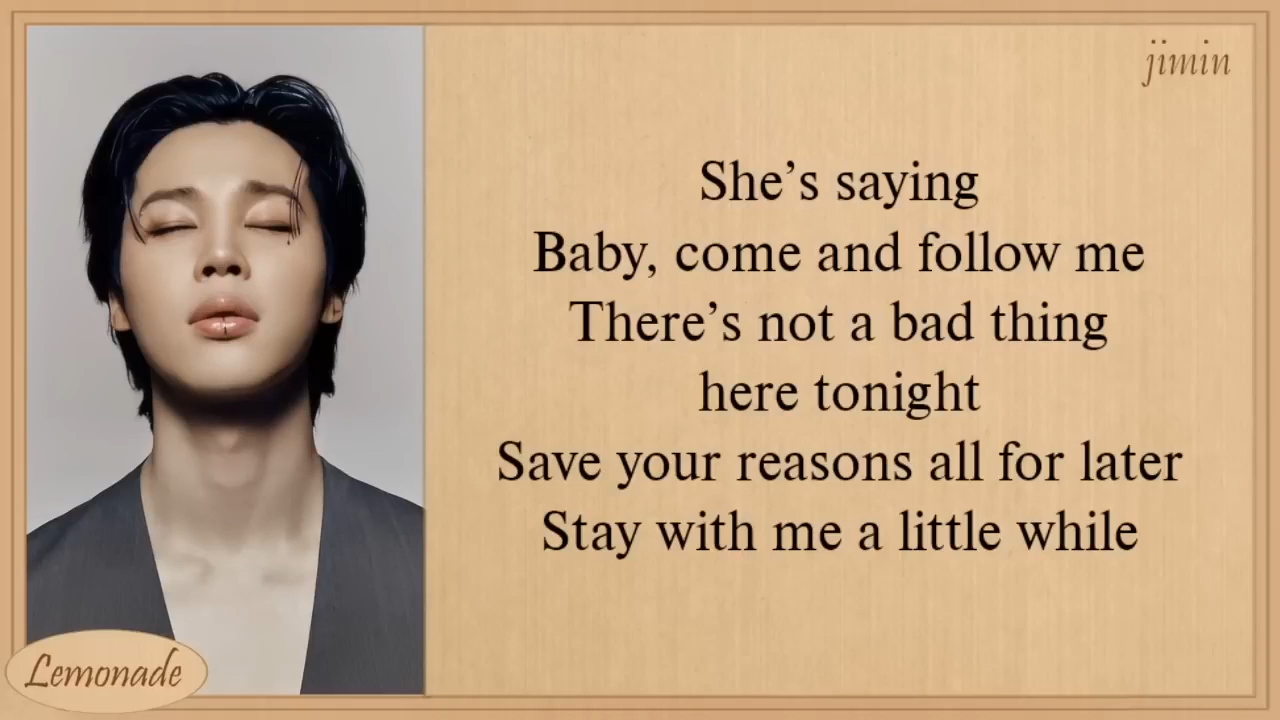 jimin
She’s saying
Baby, come and follow me
There’s not a bad thing
here tonight
Save your reasons all for later
Stay with me a little while
Lemonade